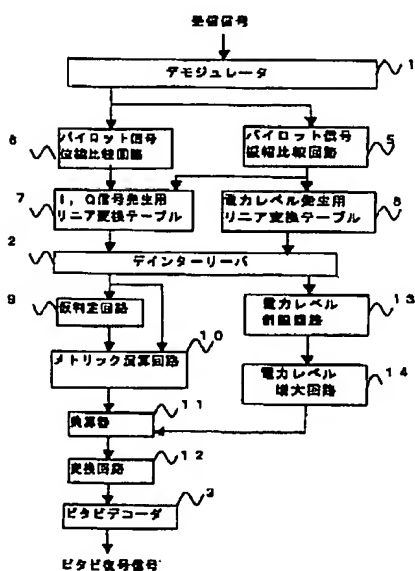 受信信号
デモジュレータ
1
6
パイロット信号
位相比較回路
パイロット信号
振幅比較回路
5
7
I，Q信号発生用
リニア変換テーブル
電力レベル発生用
リニア変換テーブル
8
2
デインターリーバ
9
仮判定回路
電力レベル
制限回路
13
メトリック演算回路
10
電力レベル
増大回路
14
乗算器
11
変換回路
12
ビタビデコーダ
3
ビタビ復号信号